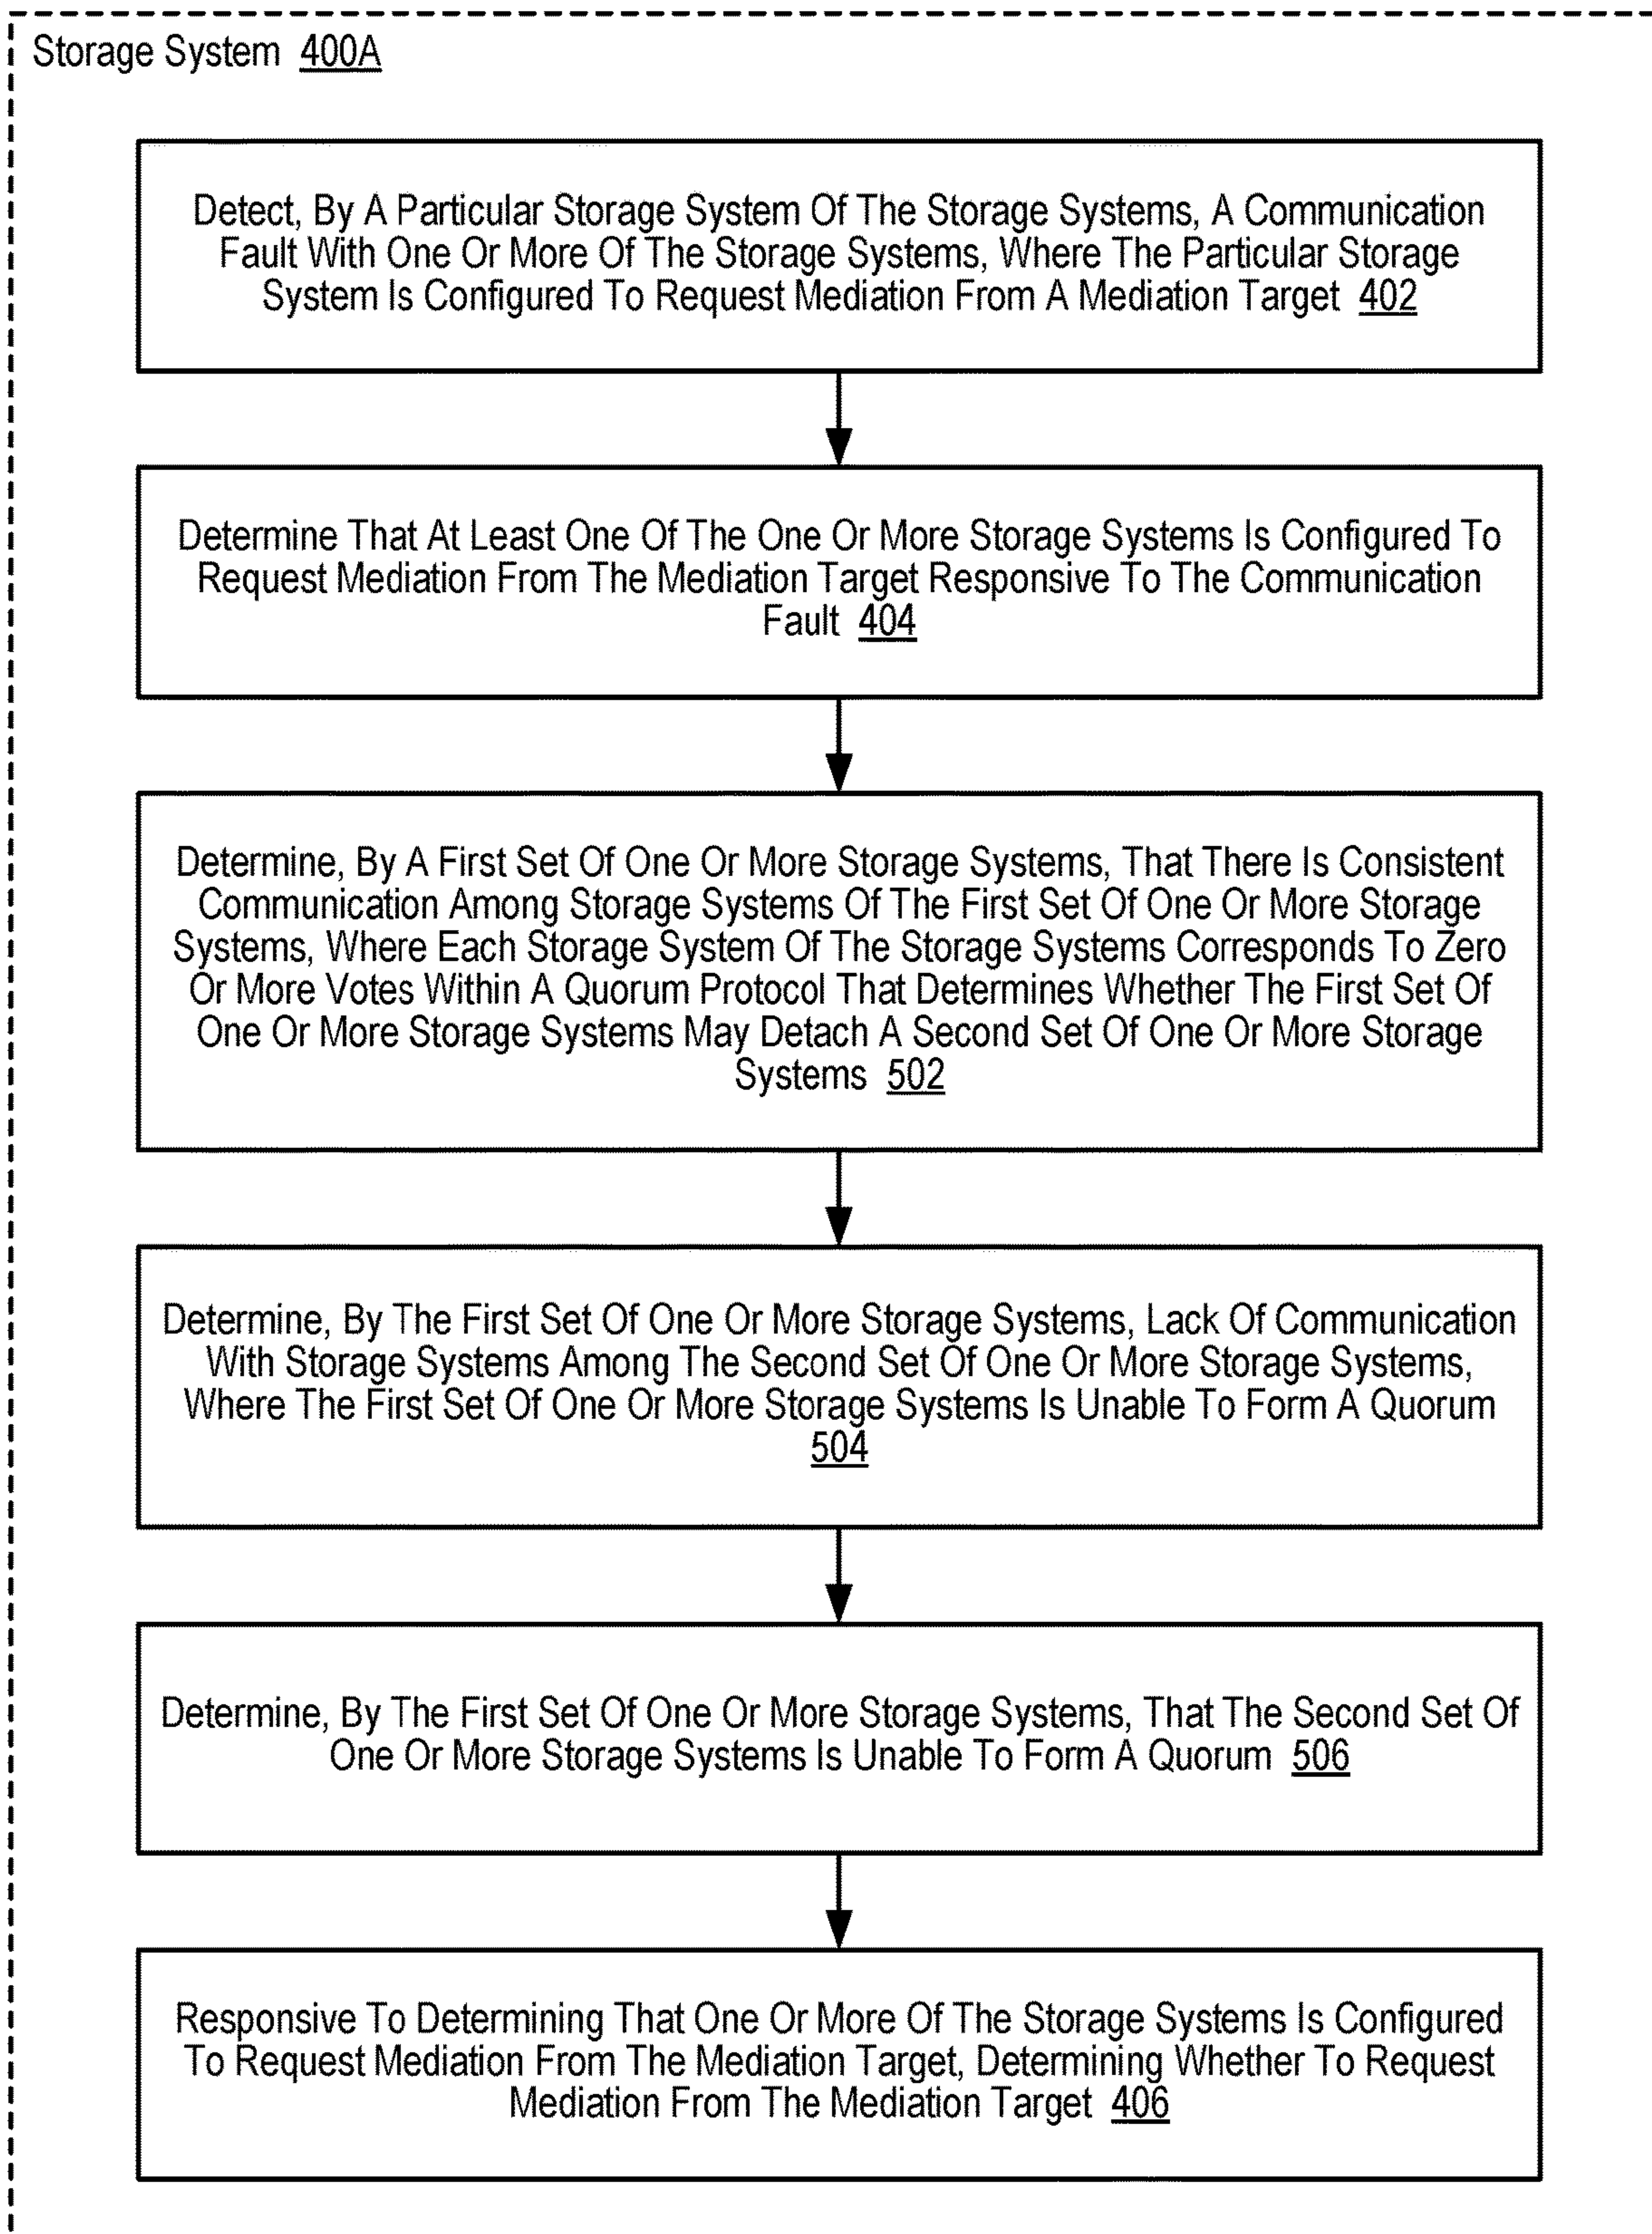 Storage System 400A
Detect, By A Particular Storage System Of The Storage Systems, A Communication
Fault With One Or More Of The Storage Systems, Where The Particular Storage
System Is Configured To Request Mediation From A Mediation Target 402
Determine That At Least One Of The One Or More Storage Systems Is Configured To
Request Mediation From The Mediation Target Responsive To The Communication
Fault 404
Determine, By A First Set Of One Or More Storage Systems, That There Is Consistent
Communication Among Storage Systems Of The First Set Of One Or More Storage
Systems, Where Each Storage System Of The Storage Systems Corresponds To Zero
Or More Votes Within A Quorum Protocol That Determines Whether The First Set Of
One Or More Storage Systems May Detach A Second Set Of One Or More Storage
Systems 502
Determine, By The First Set Of One Or More Storage Systems, Lack Of Communication
With Storage Systems Among The Second Set Of One Or More Storage Systems,
Where The First Set Of One Or More Storage Systems Is Unable To Form A Quorum
504
Determine, By The First Set Of One Or More Storage Systems, That The Second Set Of
One Or More Storage Systems Is Unable To Form A Quorum 506
Responsive To Determining That One Or More Of The Storage Systems Is Configured
To Request Mediation From The Mediation Target, Determining Whether To Request
Mediation From The Mediation Target 406